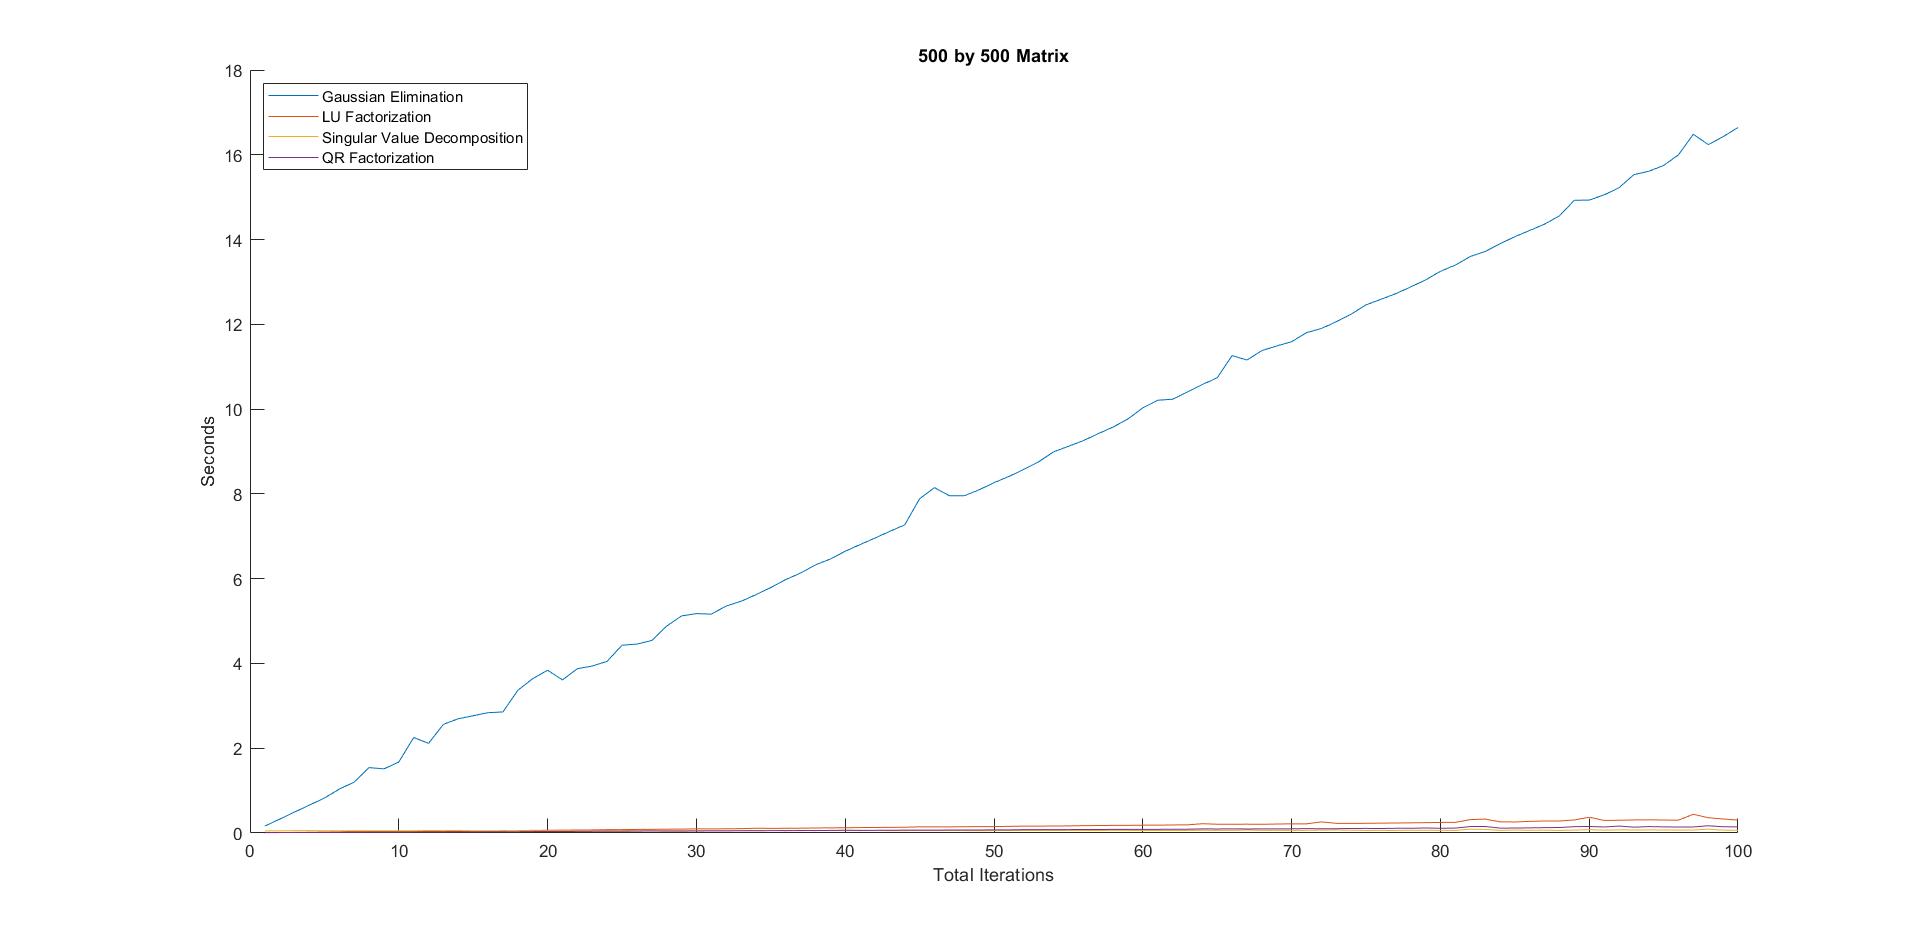 500 by 500 Matrix
18
16
14
12
10
8
6
4
2
0
Seconds
Gaussian Elimination
LU Factorization
Singular Value Decomposition
QR Factorization
0 10 20 30 40 50 60 70 80 90 100
Total Iterations